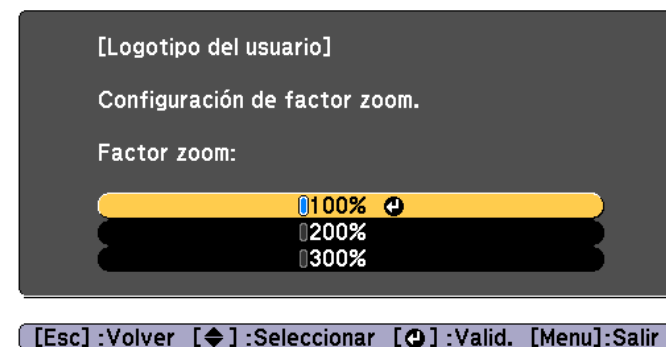 [Logotipo del usuario]
Configuración de factor zoom.
Factor zoom:
100%
200%
300%
[Esc] :Volver [◆] :Seleccionar [↵] :Valid. [Menu]:Salir